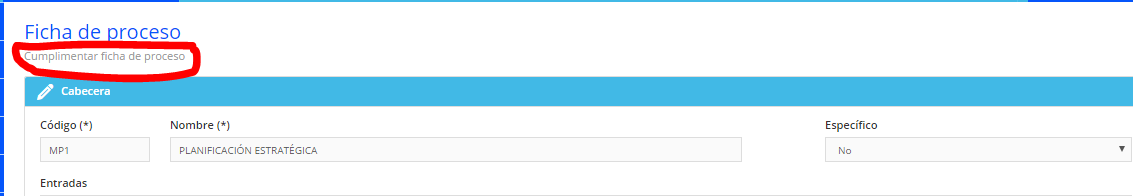 Ficha de proceso
Cumplimentar ficha de proceso
Cabecera
Código (*) Nombre (*) Específico
MP1 PLANIFICACIÓN ESTRATÉGICA No
Entradas